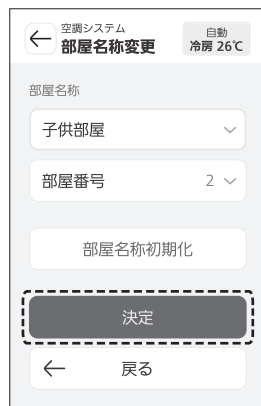 空調システム
部屋名称変更
自動
冷房 26℃
部屋名称
子供部屋
部屋番号 2
部屋名称初期化
決定
戻る